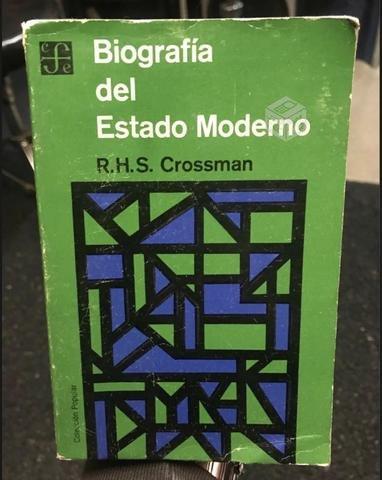 Biografía
del
Estado Moderno
R.H.S. Crossman
Colección Popular